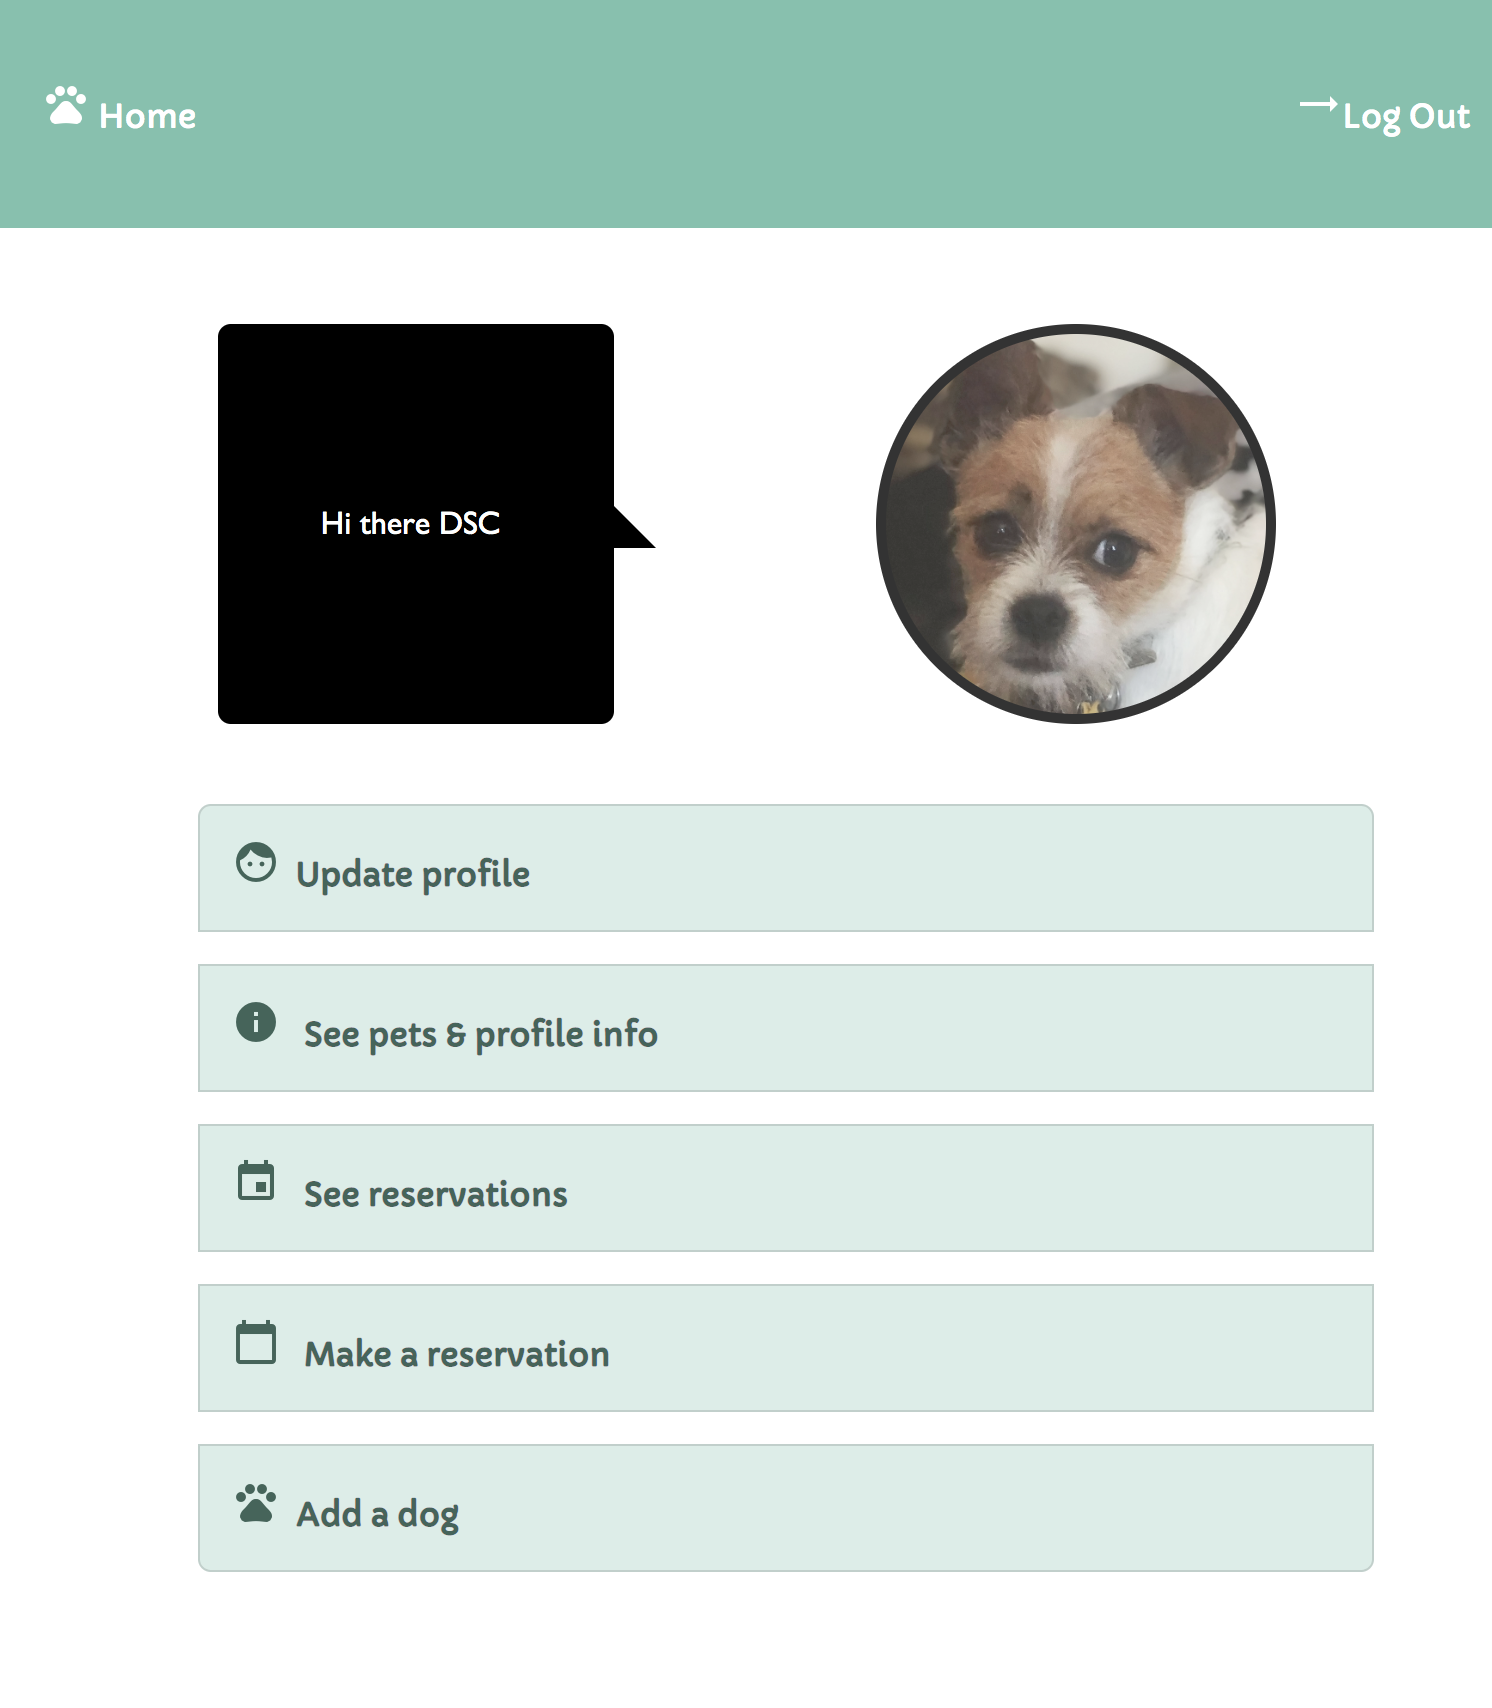 Home
Log Out
Hi there DSC
Update profile
See pets & profile info
See reservations
Make a reservation
Add a dog